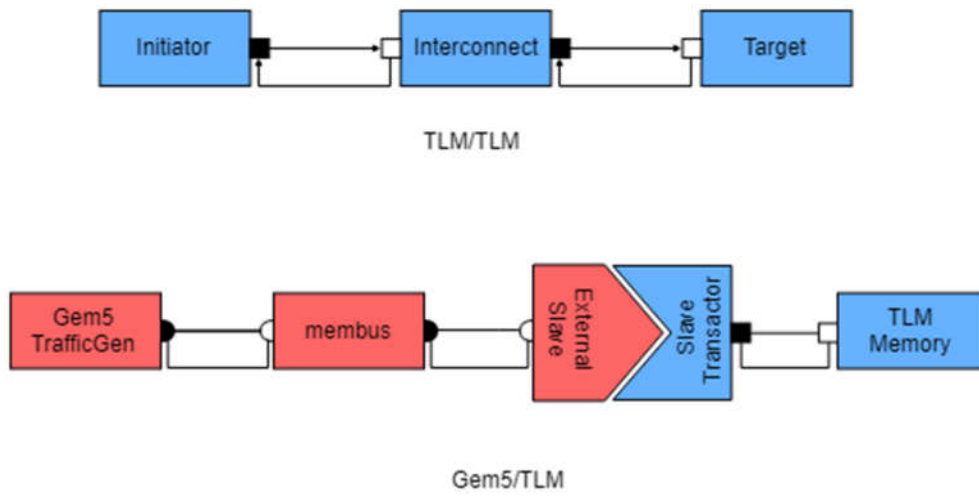 Initiator
Interconnect
Target
TLM/TLM
Gem5
TrafficGen
membus
External
Slave
Slave
Transactor
TLM
Memory
Gem5/TLM